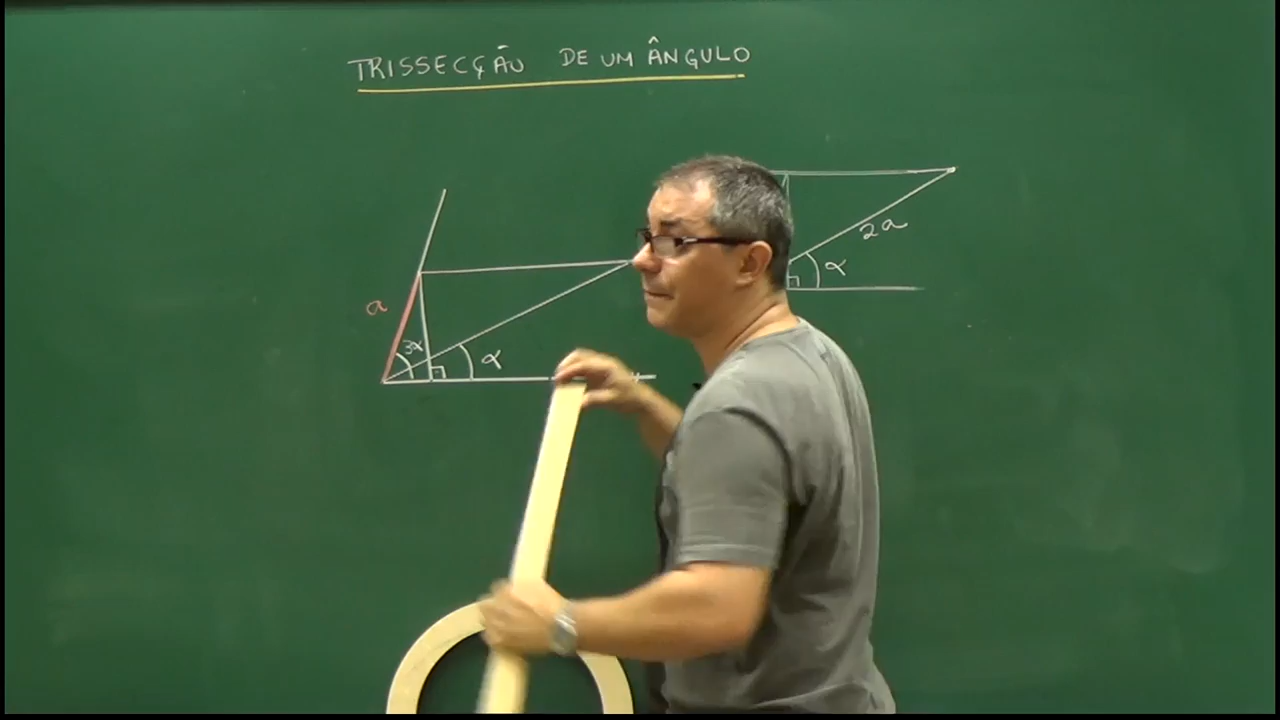 TRISSECÇÃO DE UM ÂNGULO
a
3α
α
2a
α